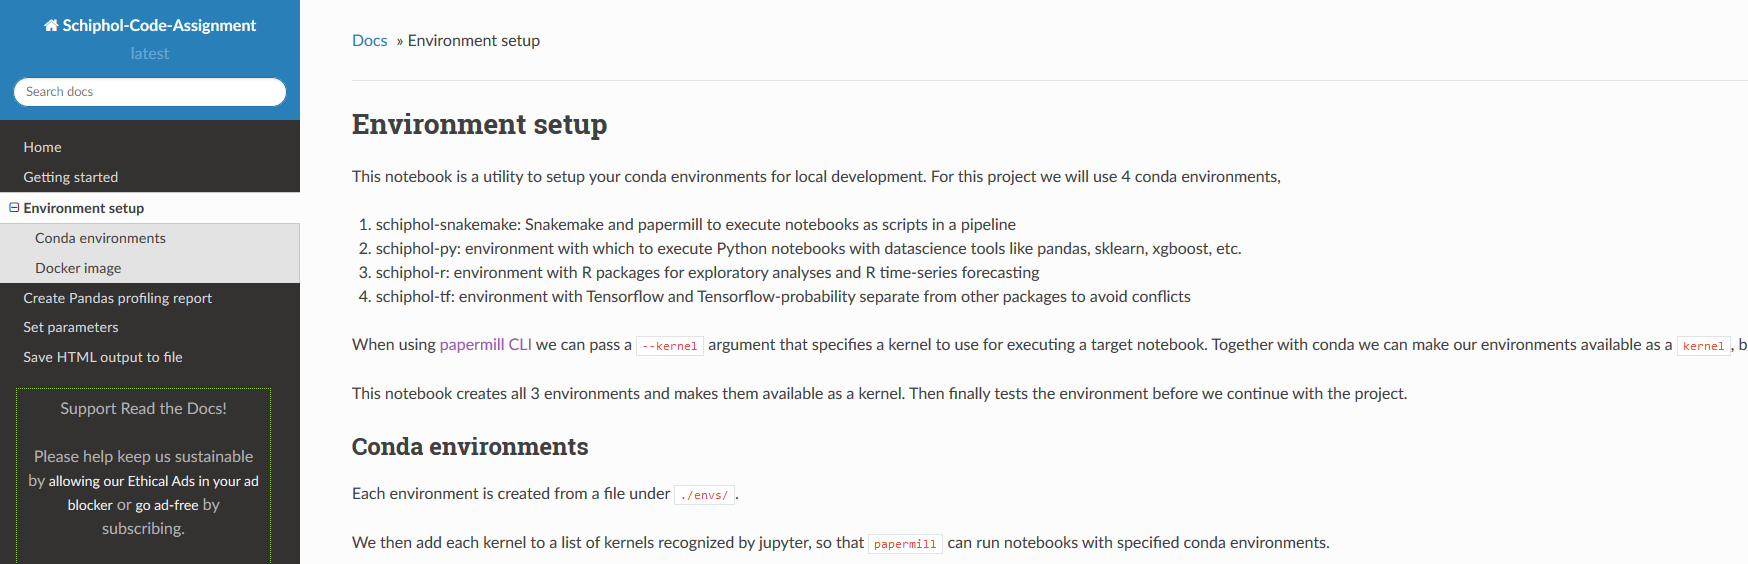 Schiphol-Code-Assignment
latest
Search docs
Home
Getting started
Environment setup
Conda environments
Docker image
Create Pandas profiling report
Set parameters
Save HTML output to file
Support Read the Docs!
Please help keep us sustainable
by allowing our Ethical Ads in your ad
blocker or go ad-free by
subscribing.
Docs » Environment setup
Environment setup
This notebook is a utility to setup your conda environments for local development. For this project we will use 4 conda environments,
1. schiphol-snakemake: Snakemake and papermill to execute notebooks as scripts in a pipeline
2. schiphol-py: environment with which to execute Python notebooks with datascience tools like pandas, sklearn, xgboost, etc.
3. schiphol-r: environment with R packages for exploratory analyses and R time-series forecasting
4. schiphol-tf: environment with Tensorflow and Tensorflow-probability separate from other packages to avoid conflicts
When using papermill CLI we can pass a --kernel argument that specifies a kernel to use for executing a target notebook. Together with conda we can make our environments available as a kernel, b
This notebook creates all 3 environments and makes them available as a kernel. Then finally tests the environment before we continue with the project.
Conda environments
Each environment is created from a file under ./envs/.
We then add each kernel to a list of kernels recognized by jupyter, so that papermill can run notebooks with specified conda environments.